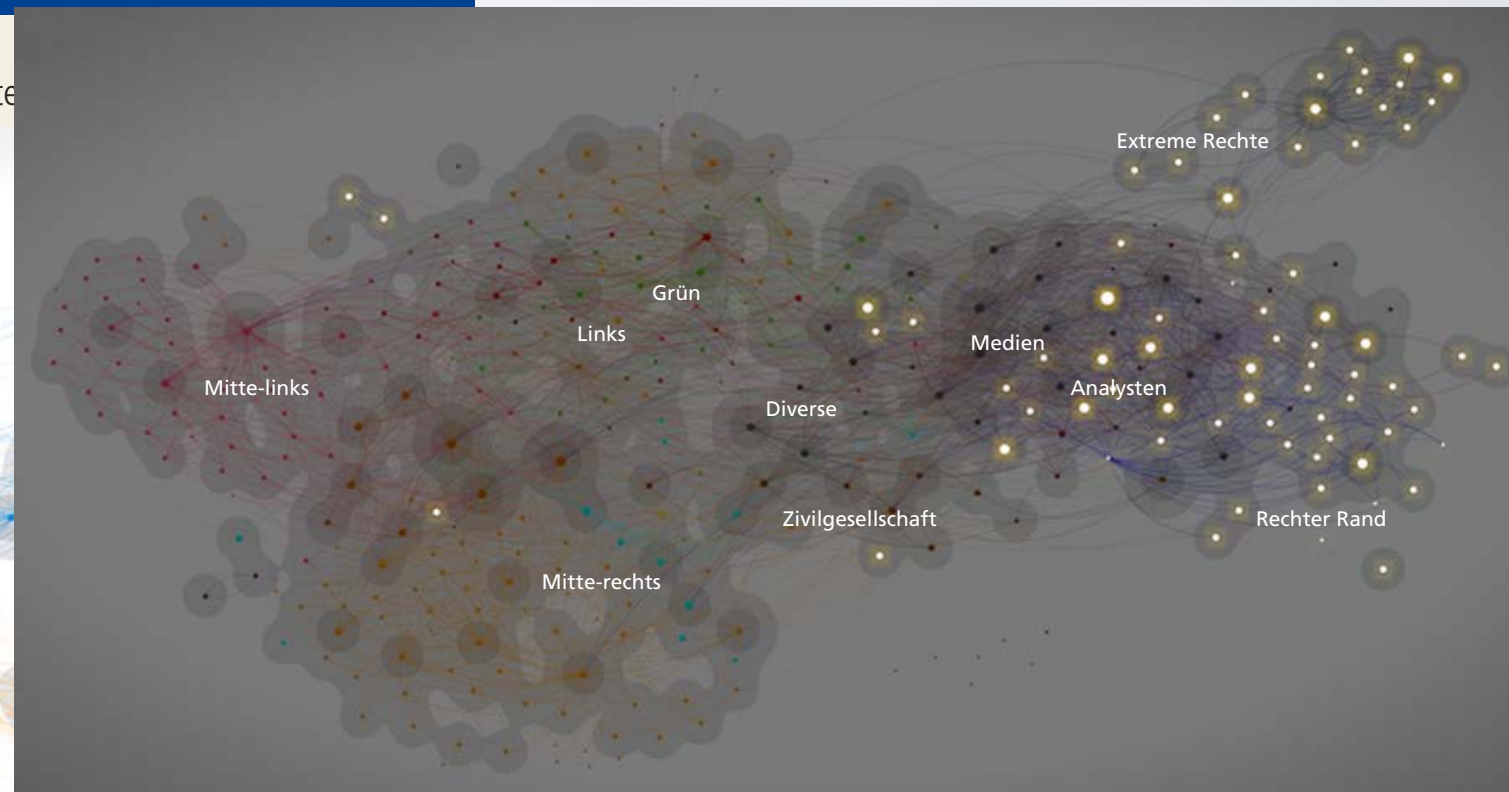 Extreme Rechte
Grün
Links
Medien
Mitte-links
Analysten
Diverse
Zivilgesellschaft
Rechter Rand
Mitte-rechts